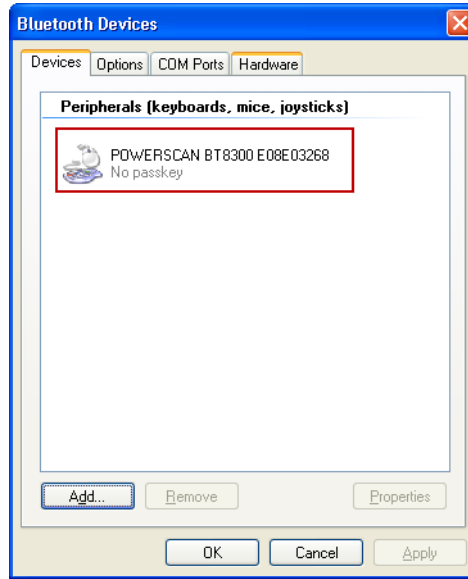 Bluetooth Devices
Devices Options COM Ports Hardware
Peripherals (keyboards, mice, joysticks)
POWERSCAN BT8300 E08E03268
No passkey
Add... Remove Properties
OK Cancel Apply